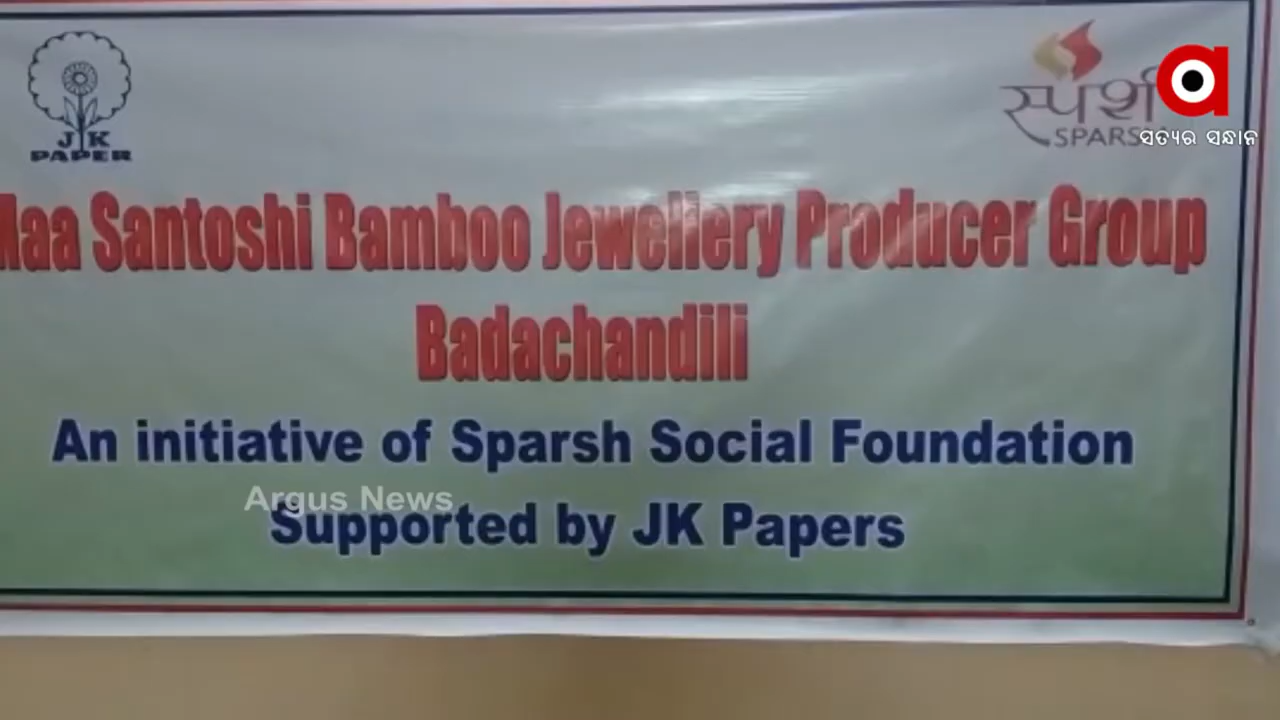 JK
PAPER
स्पर्श
SPARSH
ସତ୍ୟର ସନ୍ଧାନ
Maa Santoshi Bamboo Jewellery Producer Group
Badachandili
An initiative of Sparsh Social Foundation
Argus News
Supported by JK Papers